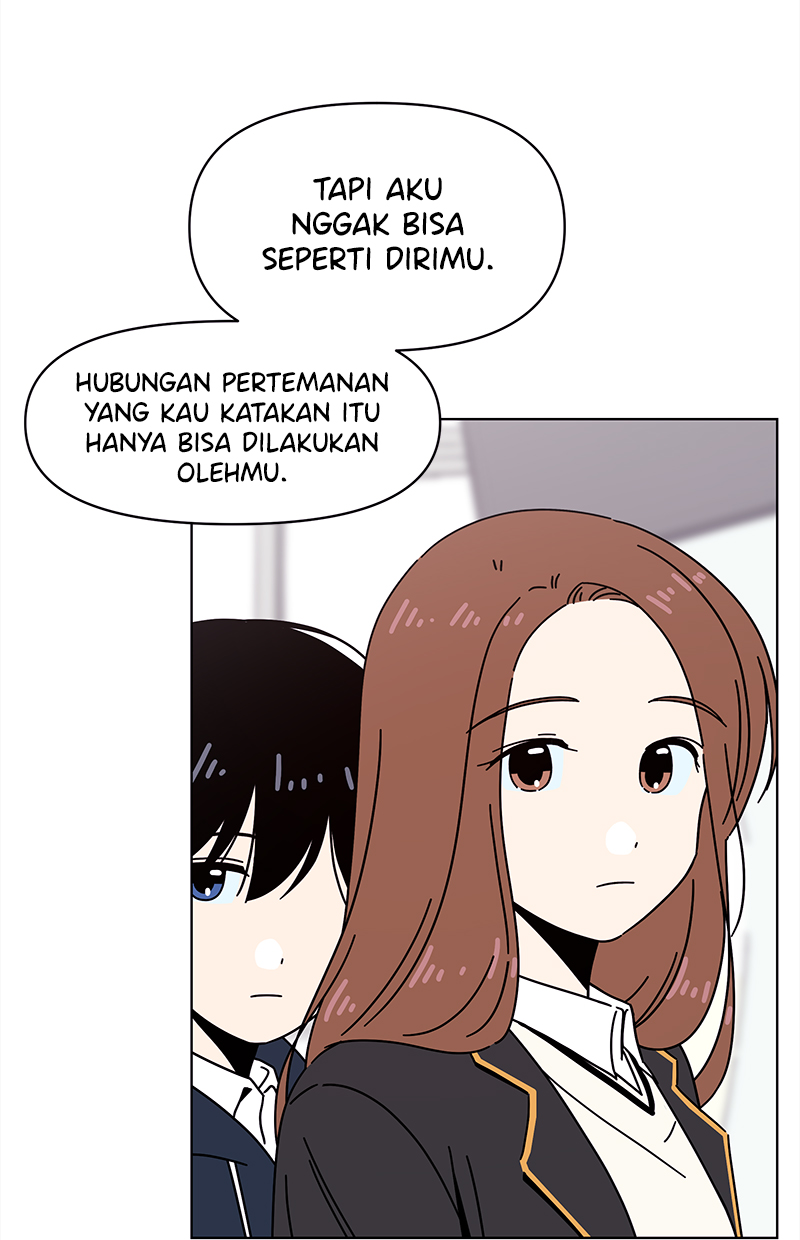 TAPI AKU
NGGAK BISA
SEPERTI DIRIMU.
HUBUNGAN PERTEMANAN
YANG KAU KATAKAN ITU
HANYA BISA DILAKUKAN
OLEHMU.